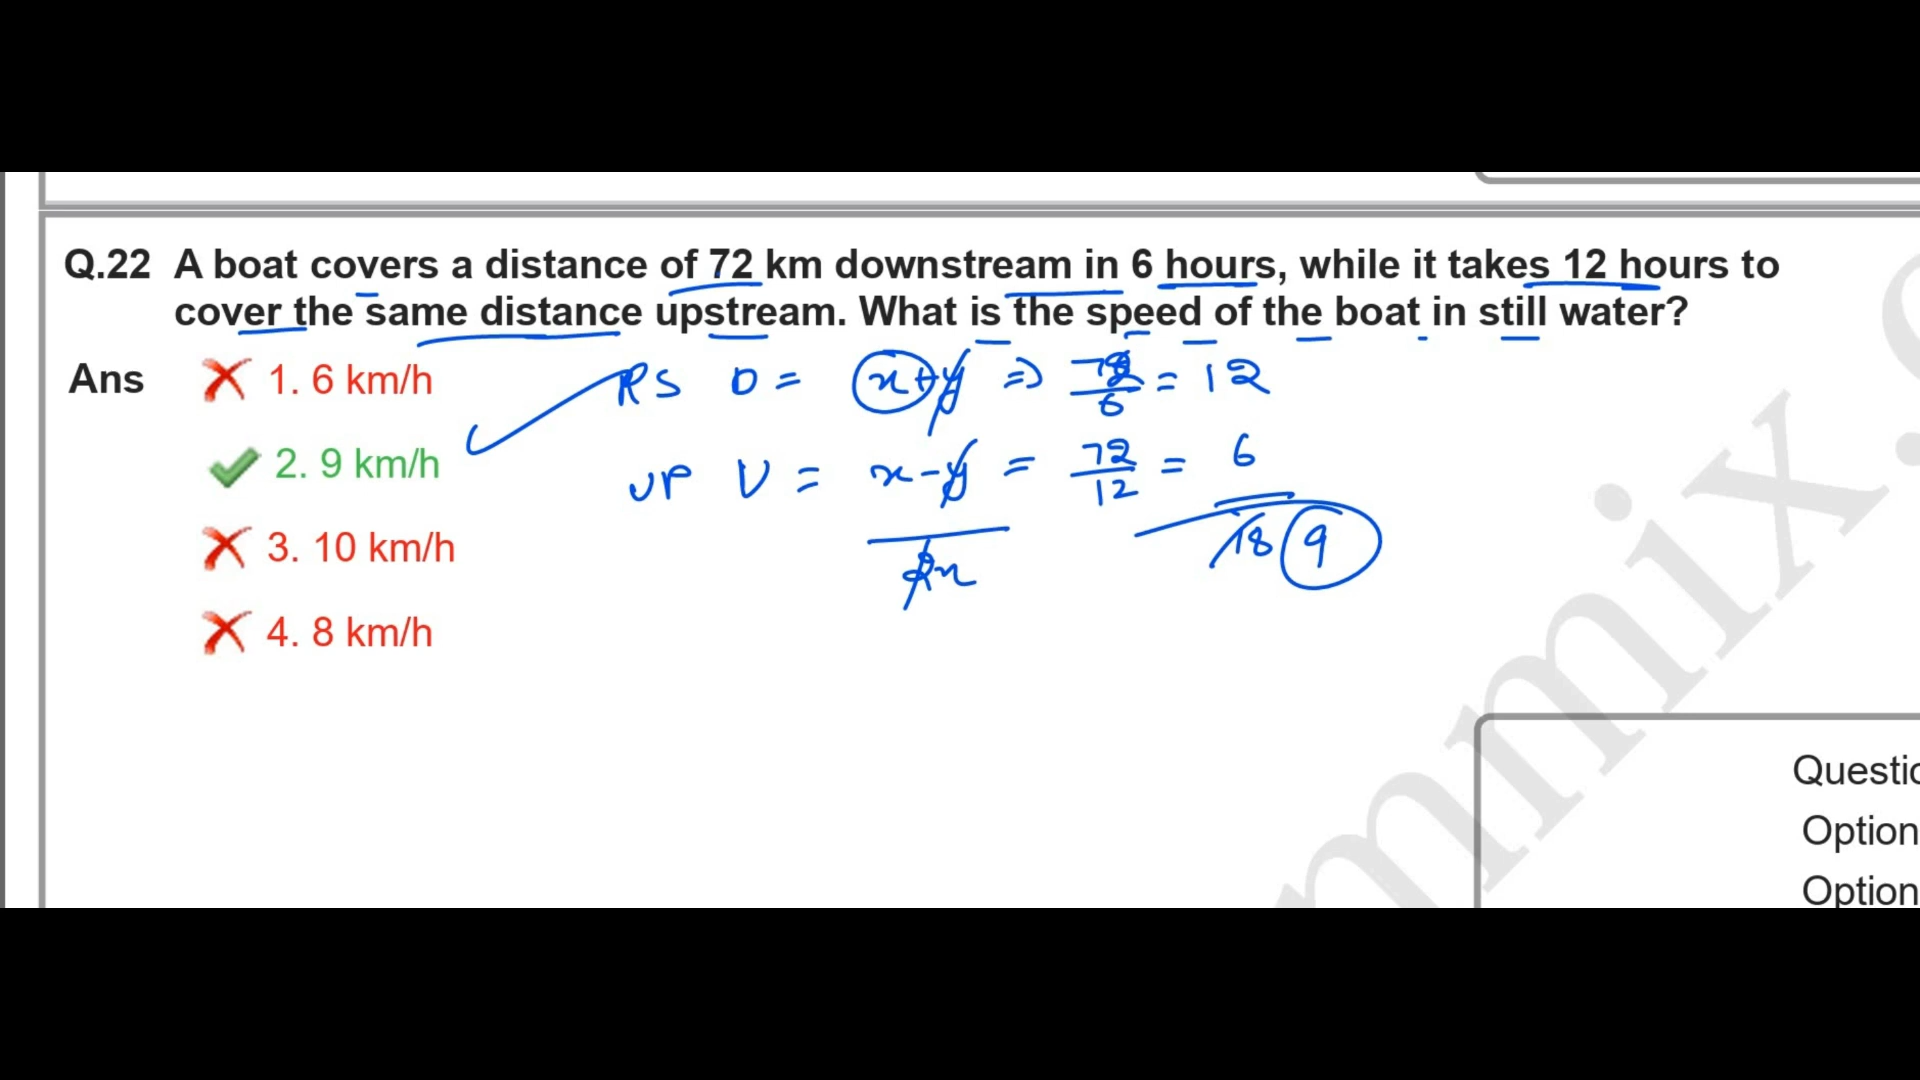 Q.22 A boat covers a distance of 72 km downstream in 6 hours, while it takes 12 hours to
cover the same distance upstream. What is the speed of the boat in still water?
Ans 1. 6 km/h
2. 9 km/h
3. 10 km/h
4. 8 km/h
RS D = x+y => 72/6 = 12
UP U = x-y = 72/12 = 6
2x 18 9
mmix.
Questio
Option
Option